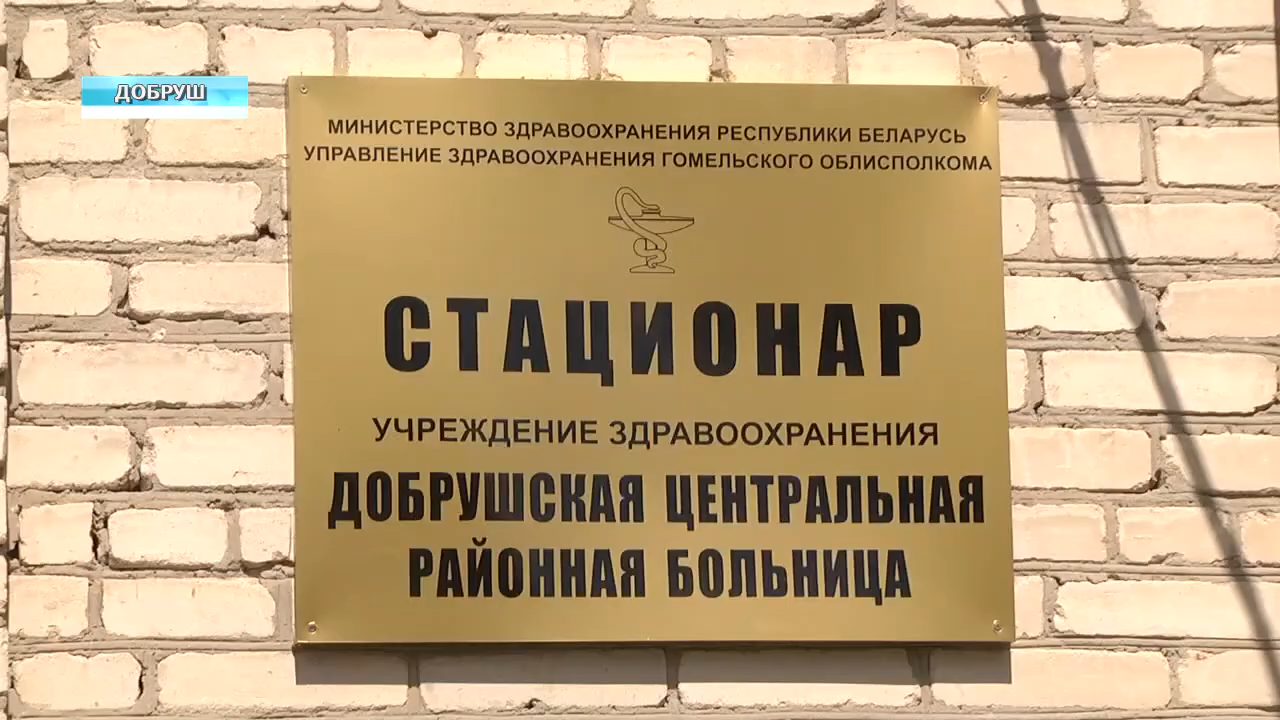 ДОБРУШ
МИНИСТЕРСТВО ЗДРАВООХРАНЕНИЯ РЕСПУБЛИКИ БЕЛАРУСЬ
УПРАВЛЕНИЕ ЗДРАВООХРАНЕНИЯ ГОМЕЛЬСКОГО ОБЛИСПОЛКОМА
СТАЦИОНАР
УЧРЕЖДЕНИЕ ЗДРАВООХРАНЕНИЯ
ДОБРУШСКАЯ ЦЕНТРАЛЬНАЯ
РАЙОННАЯ БОЛЬНИЦА